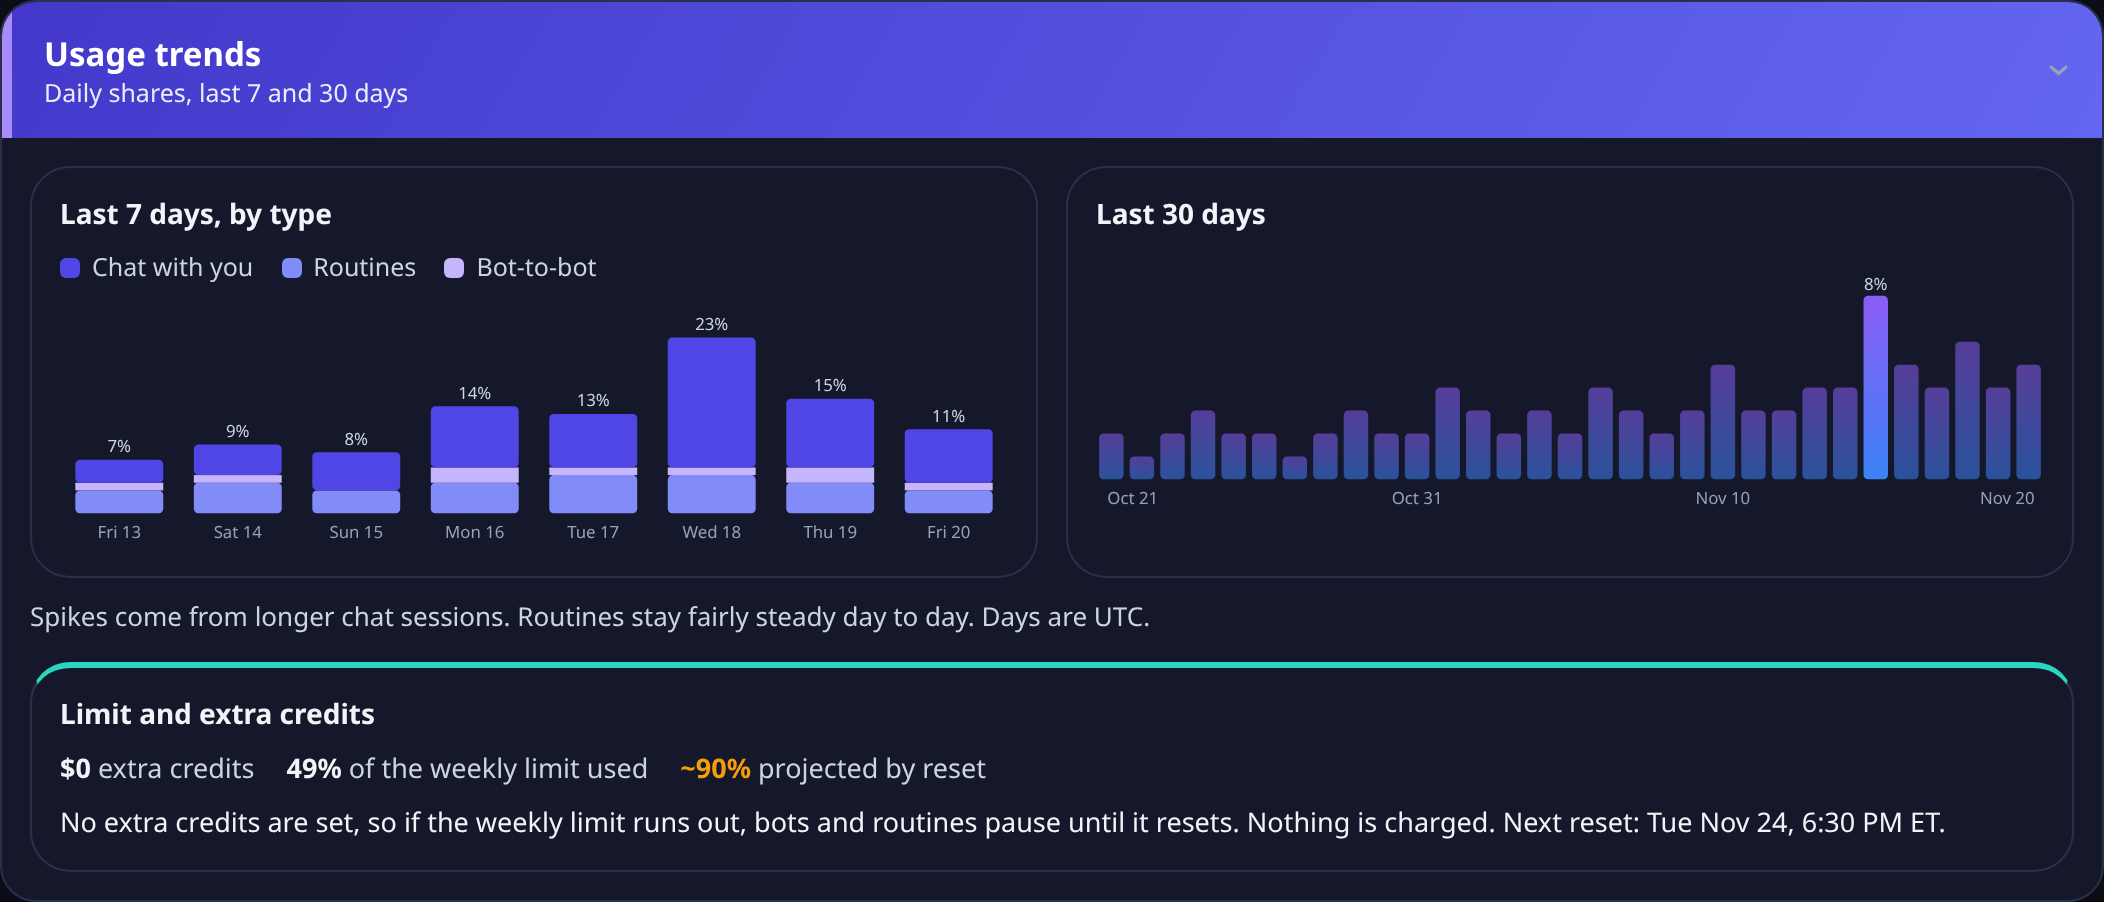 Usage trends
Daily shares, last 7 and 30 days
Last 7 days, by type
Chat with you Routines Bot-to-bot
7%
9%
8%
14%
13%
23%
15%
11%
Fri 13 Sat 14 Sun 15 Mon 16 Tue 17 Wed 18 Thu 19 Fri 20
Last 30 days
8%
Oct 21 Oct 31 Nov 10 Nov 20
Spikes come from longer chat sessions. Routines stay fairly steady day to day. Days are UTC.
Limit and extra credits
$0 extra credits 49% of the weekly limit used ~90% projected by reset
No extra credits are set, so if the weekly limit runs out, bots and routines pause until it resets. Nothing is charged. Next reset: Tue Nov 24, 6:30 PM ET.